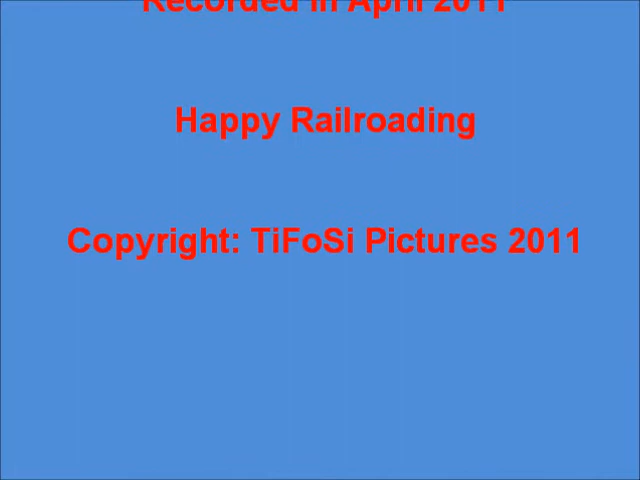 Recorded in April 2011
Happy Railroading
Copyright: TiFoSi Pictures 2011